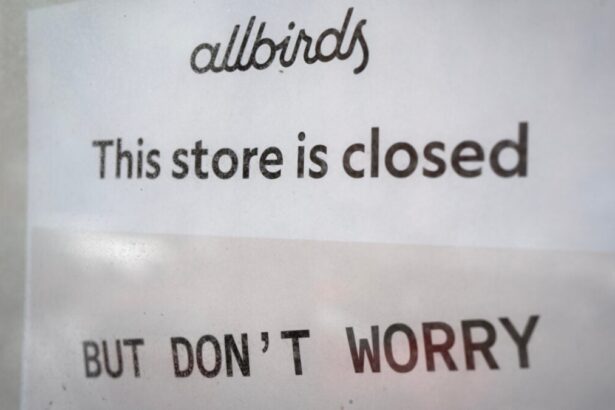 allbirds
This store is closed
BUT DON'T WORRY